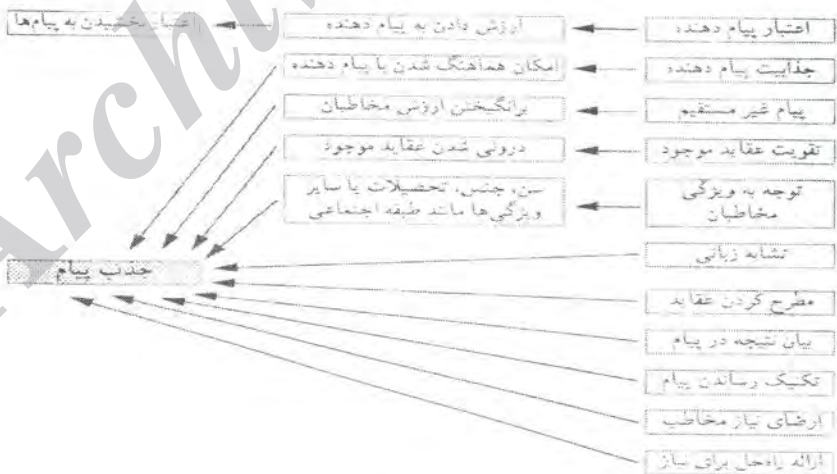 اعتبار پیام دهنده
ارزش دادن به پیام دهنده
اعتبار بخشیدن به پیام‌ها
جذابیت پیام دهنده
امکان هماهنگ شدن با پیام دهنده
پیام غیر مستقیم
برانگیختن ارزش مخاطبان
تقویت عقاید موجود
درونی شدن عقاید موجود
توجه به ویژگی
مخاطبان
سن، جنس، تحصیلات یا سایر
ویژگی‌ها مانند طبقه اجتماعی
تشابه زبانی
جذب پیام
مطرح کردن عقاید
بیان نتیجه در پیام
تکنیک رساندن پیام
ارضای نیاز مخاطب
ارائه راه‌حل برای نیاز
Archi